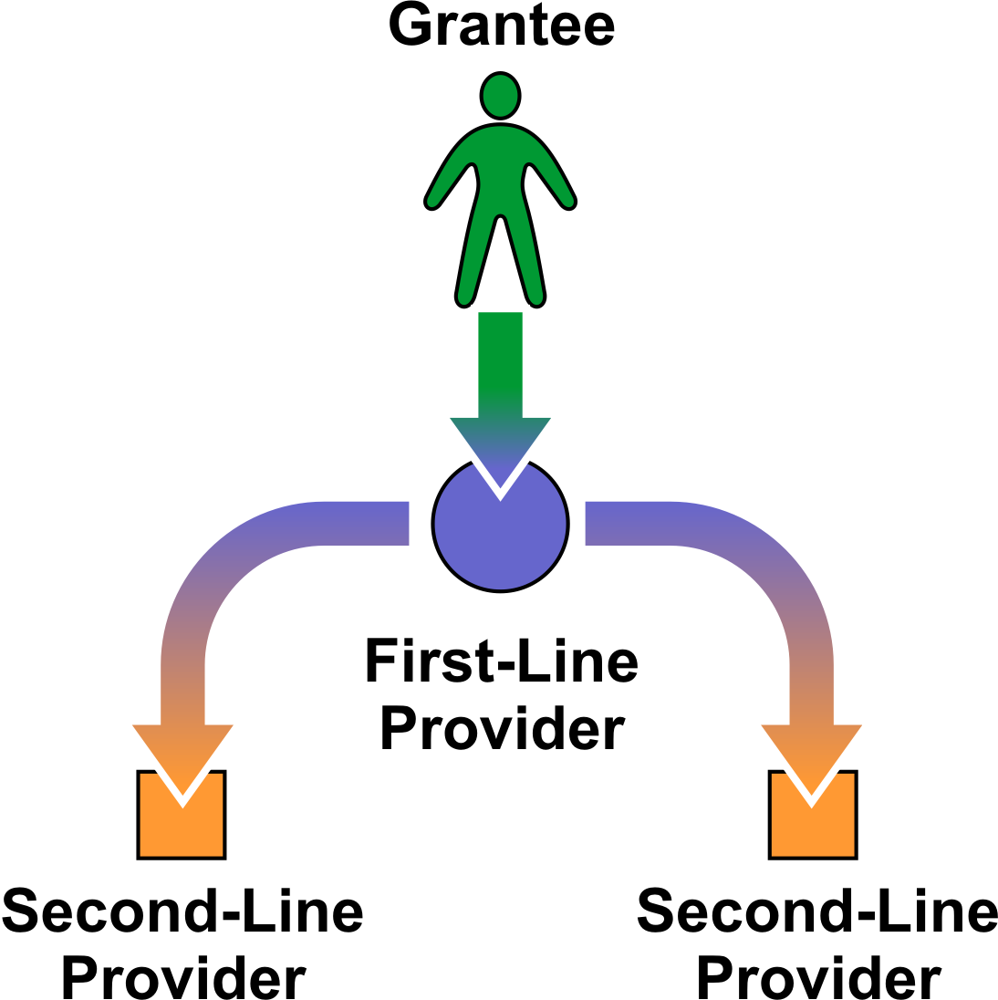 Grantee
First-Line
Provider
Second-Line
Provider
Second-Line
Provider